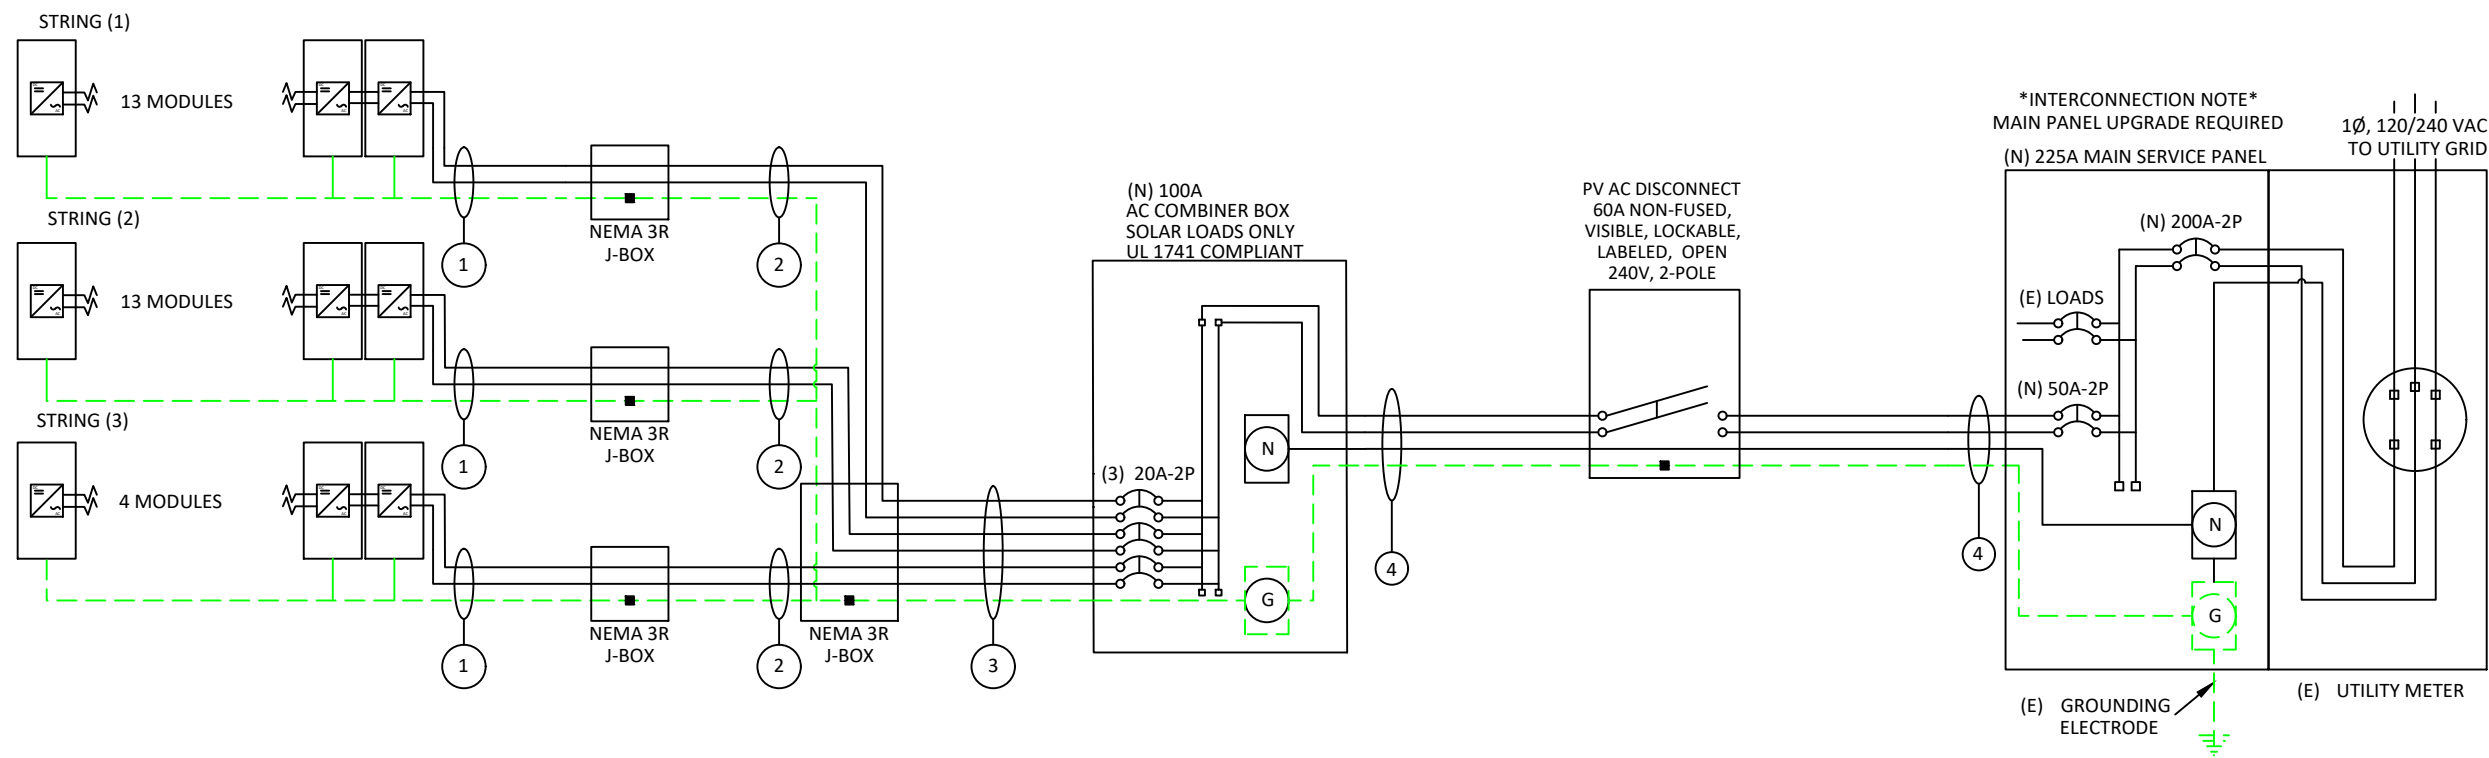 STRING (1)
13 MODULES
1
NEMA 3R
J-BOX
2
STRING (2)
13 MODULES
1
NEMA 3R
J-BOX
2
STRING (3)
4 MODULES
1
NEMA 3R
J-BOX
2
NEMA 3R
J-BOX
3
(N) 100A
AC COMBINER BOX
SOLAR LOADS ONLY
UL 1741 COMPLIANT
(3) 20A-2P
N
G
4
PV AC DISCONNECT
60A NON-FUSED,
VISIBLE, LOCKABLE,
LABELED, OPEN
240V, 2-POLE
4
*INTERCONNECTION NOTE*
MAIN PANEL UPGRADE REQUIRED
(N) 225A MAIN SERVICE PANEL
(N) 200A-2P
(E) LOADS
(N) 50A-2P
N
G
(E) GROUNDING
ELECTRODE
1Ø, 120/240 VAC
TO UTILITY GRID
(E) UTILITY METER